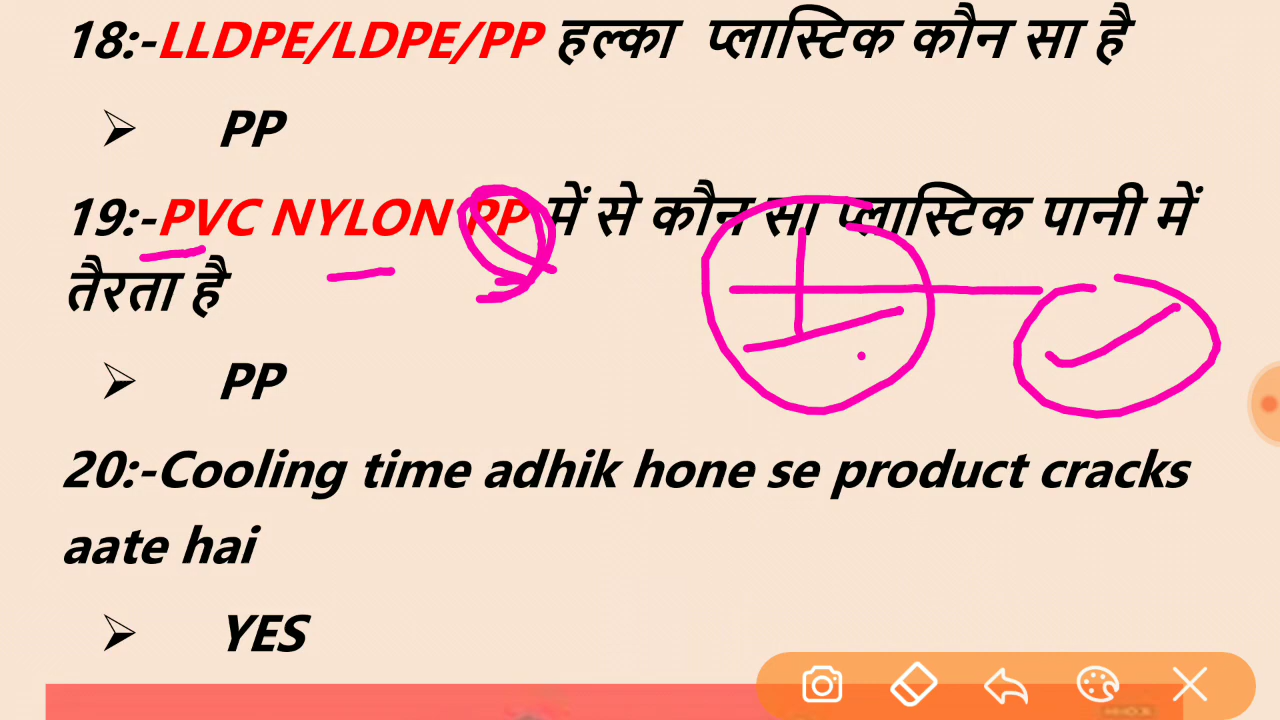 18:-LLDPE/LDPE/PP हल्का प्लास्टिक कौन सा है
➢ PP
19:-PVC NYLON PP में से कौन सा प्लास्टिक पानी में
तैरता है
➢ PP
20:-Cooling time adhik hone se product cracks
aate hai
➢ YES